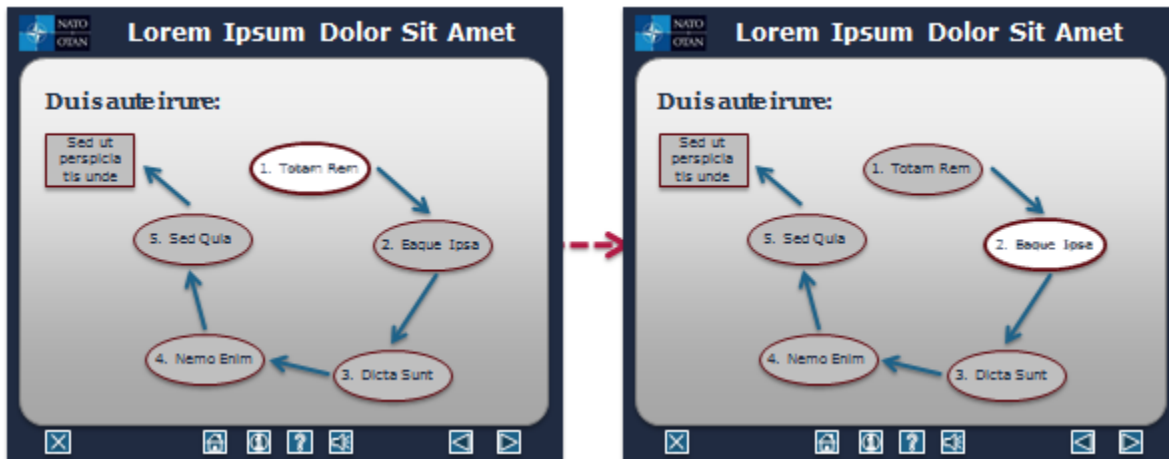 NATO
OTAN
Lorem Ipsum Dolor Sit Amet
Duis aute irure:
Sed ut
perspicia
tis unde
1. Totam Rem
5. Sed Quia
2. Eaque Ipsa
4. Nemo Enim
3. Dicta Sunt
NATO
OTAN
Lorem Ipsum Dolor Sit Amet
Duis aute irure:
Sed ut
perspicia
tis unde
1. Totam Rem
5. Sed Quia
2. Eaque Ipsa
4. Nemo Enim
3. Dicta Sunt